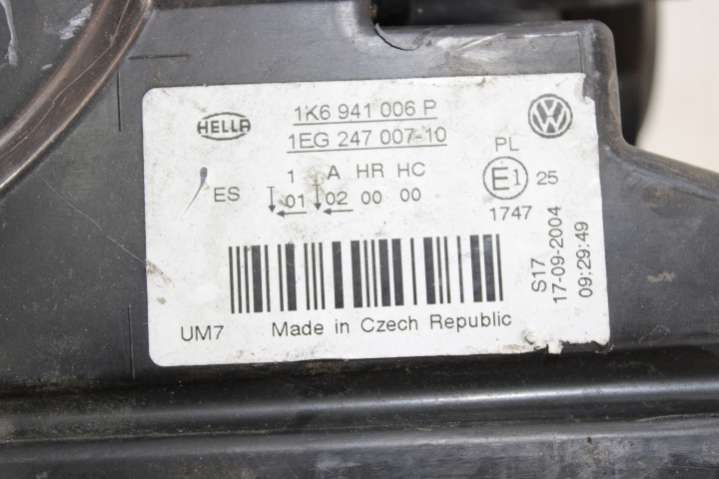 HELLA
1K6 941 006 P
1EG 247 007-10
PL
1 A HR HC
E1 25
ES
01 02 00 00
1747
UM7
Made in Czech Republic
S17
17-09-2004
09:29:49